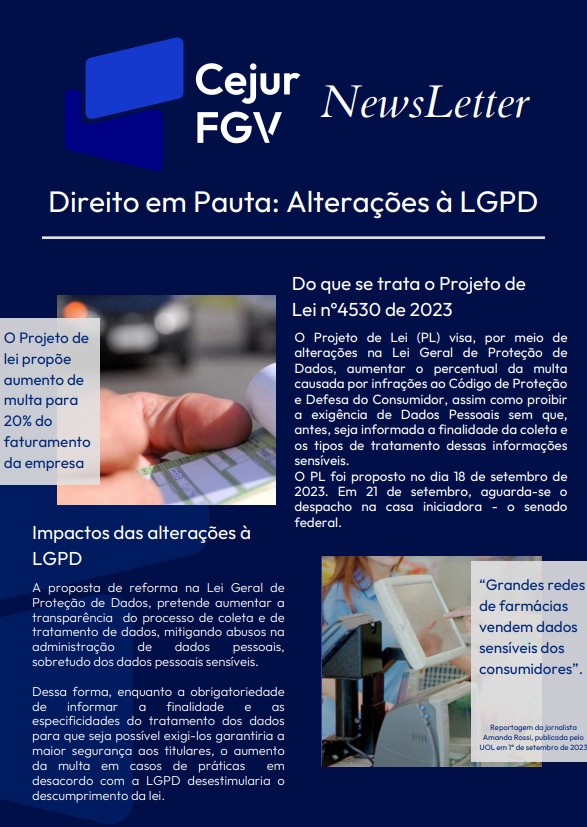 Cejur
FGV
NewsLetter
Direito em Pauta: Alterações à LGPD
Do que se trata o Projeto de
Lei n°4530 de 2023
O Projeto de Lei (PL) visa, por meio de
alterações na Lei Geral de Proteção de
Dados, aumentar o percentual da multa
causada por infrações ao Código de Proteção
e Defesa do Consumidor, assim como proibir
a exigência de Dados Pessoais sem que,
antes, seja informada a finalidade da coleta e
os tipos de tratamento dessas informações
sensíveis.
O PL foi proposto no dia 18 de setembro de
2023. Em 21 de setembro, aguarda-se o
despacho na casa iniciadora - o senado
federal.
O Projeto de
lei propõe
aumento de
multa para
20% do
faturamento
da empresa
Impactos das alterações à
LGPD
A proposta de reforma na Lei Geral de
Proteção de Dados, pretende aumentar a
transparência do processo de coleta e de
tratamento de dados, mitigando abusos na
administração de dados pessoais,
sobretudo dos dados pessoais sensíveis.
Dessa forma, enquanto a obrigatoriedade
de informar a finalidade e as
especificidades do tratamento dos dados
para que seja possível exigi-los garantiria a
maior segurança aos titulares, o aumento
da multa em casos de práticas em
desacordo com a LGPD desestimularia o
descumprimento da lei.
“Grandes redes
de farmácias
vendem dados
sensíveis dos
consumidores”.
Reportagem da jornalista
Amanda Rossi, publicada pelo
UOL em 1° de setembro de 2023